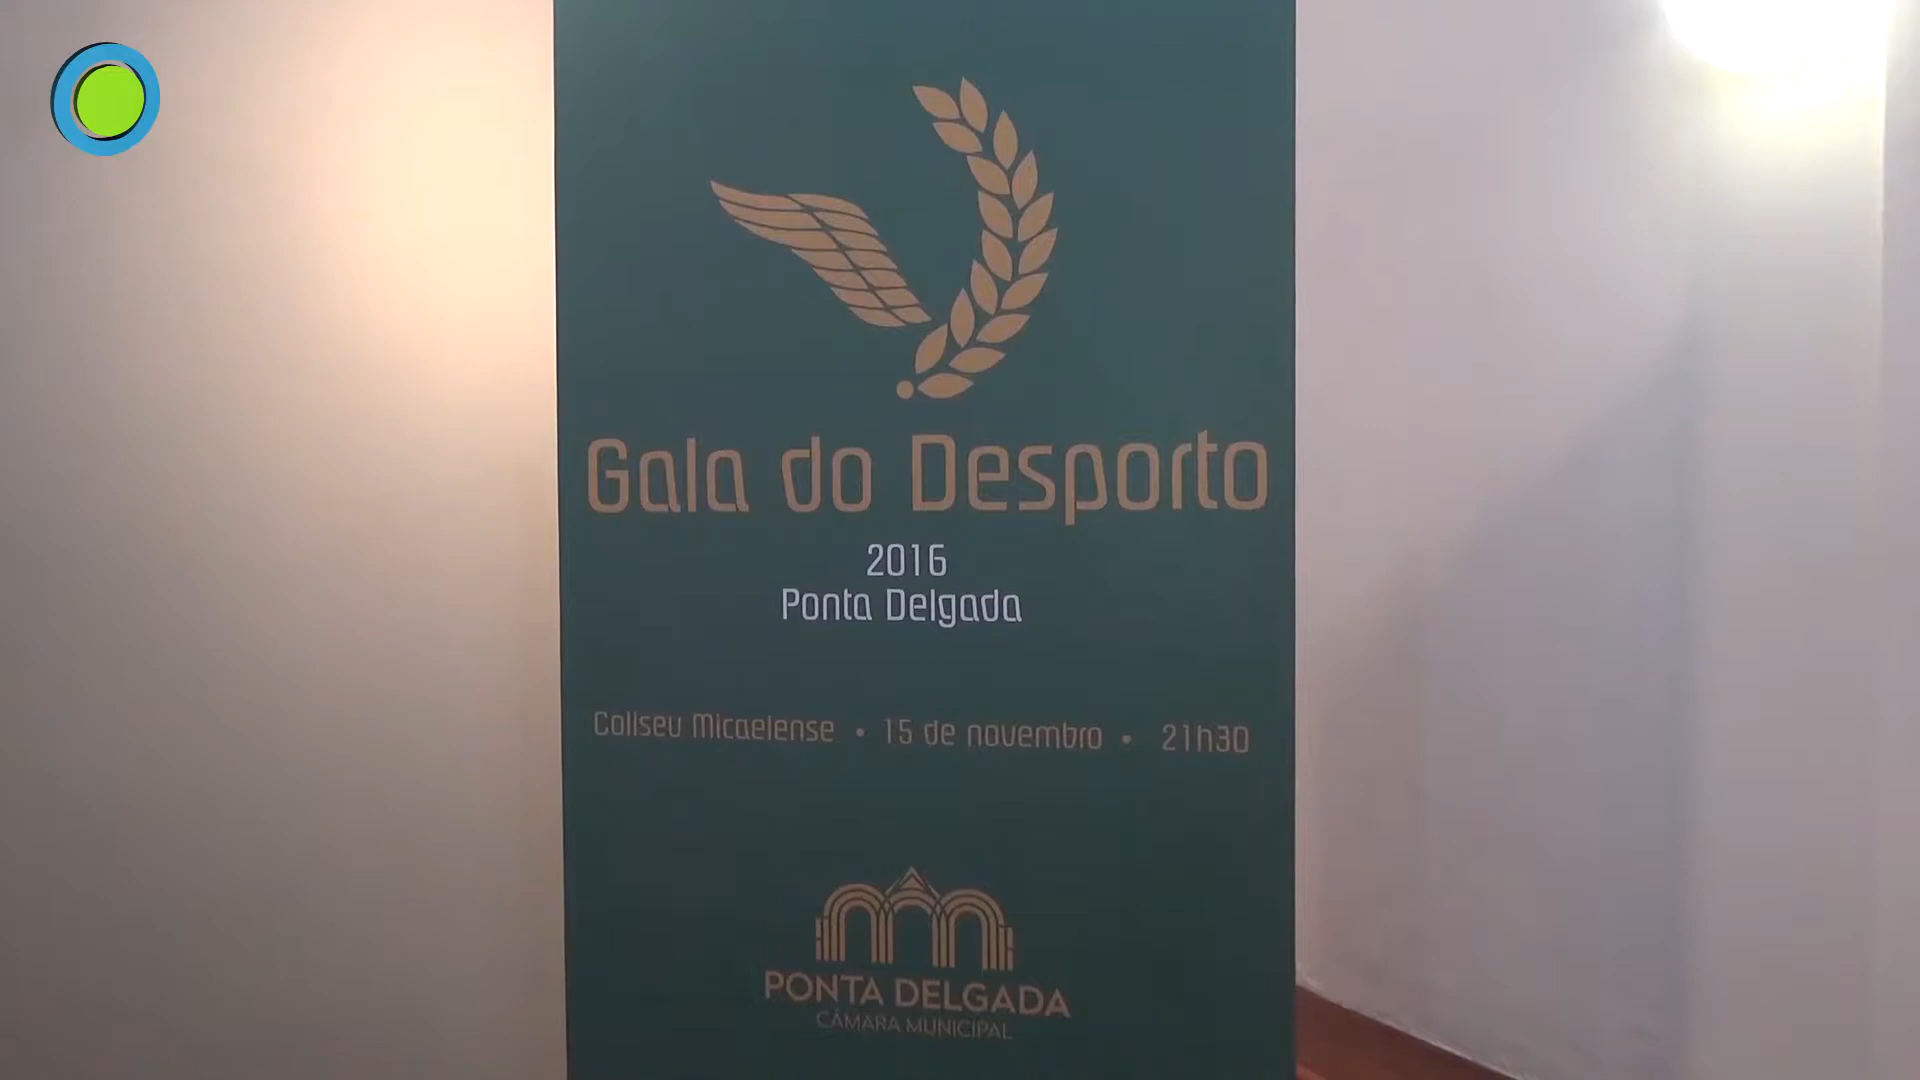 Gala do Desporto
2016
Ponta Delgada
Coliseu Micaelense • 15 de novembro • 21h30
PONTA DELGADA
CÂMARA MUNICIPAL